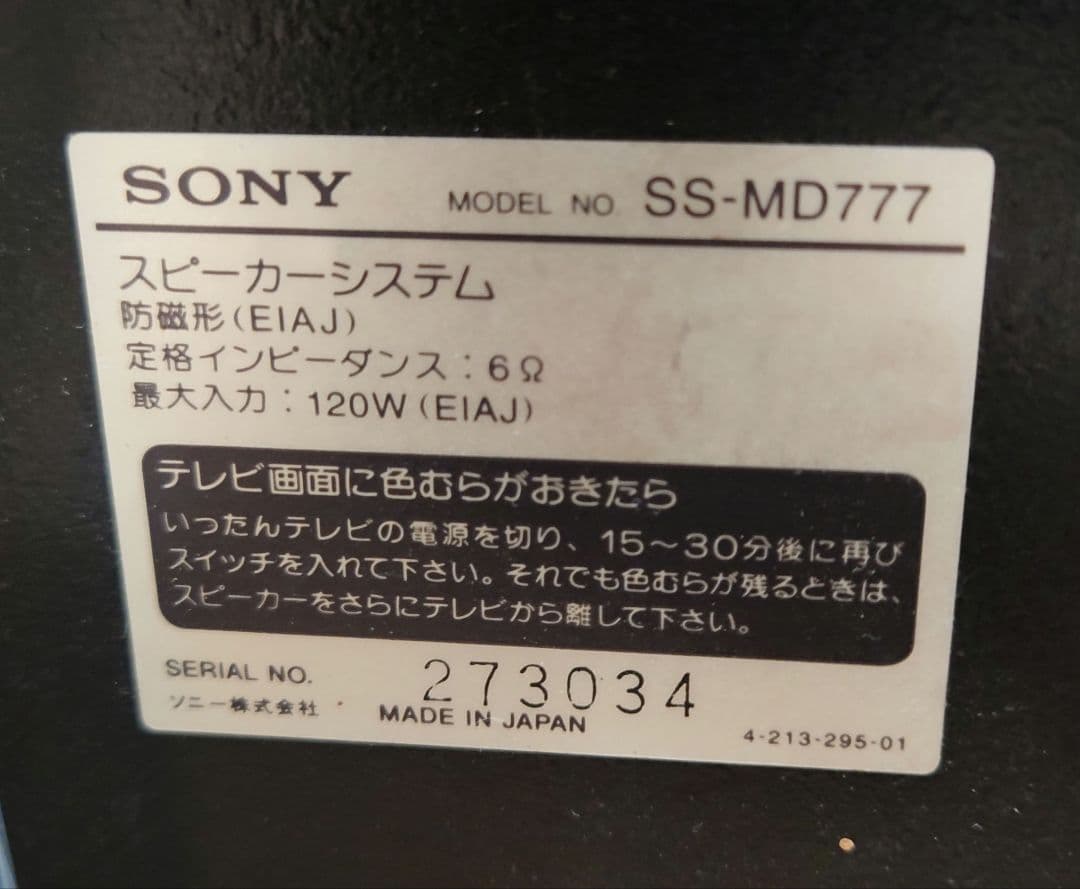 SONY MODEL NO. SS-MD777
スピーカーシステム
防磁形(EIAJ)
定格インピーダンス:6Ω
最大入力:120W(EIAJ)
テレビ画面に色むらがおきたら
いったんテレビの電源を切り、15〜30分後に再び
スイッチを入れて下さい。それでも色むらが残るときは、
スピーカーをさらにテレビから離して下さい。
SERIAL NO. 273034
ソニー株式会社 MADE IN JAPAN 4-213-295-01